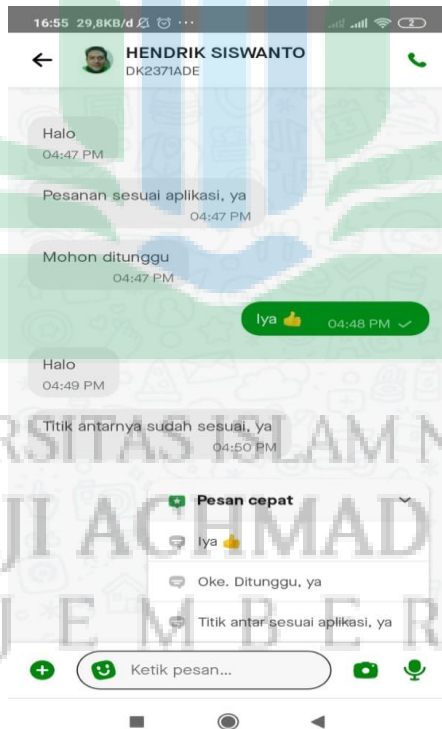 16:55 29,8KB/d ... 2
HENDRIK SISWANTO
DK2371ADE
Halo
04:47 PM
Pesanan sesuai aplikasi, ya
04:47 PM
Mohon ditunggu
04:47 PM
Iya 👍 04:48 PM
Halo
04:49 PM
Titik antarnya sudah sesuai, ya
04:50 PM
RSITAS ISLAM N
JI ACHMAD
JEMBER
Pesan cepat
Iya 👍
Oke. Ditunggu, ya
Titik antar sesuai aplikasi, ya
Ketik pesan...